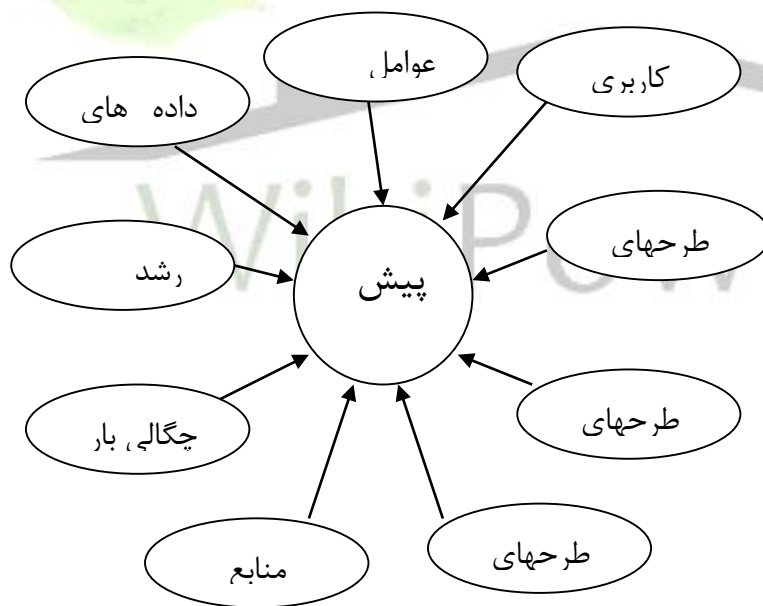 عوامل
کاربری
داده های
طرحهای
رشد
پیش
طرحهای
چگالی بار
طرحهای
منابع